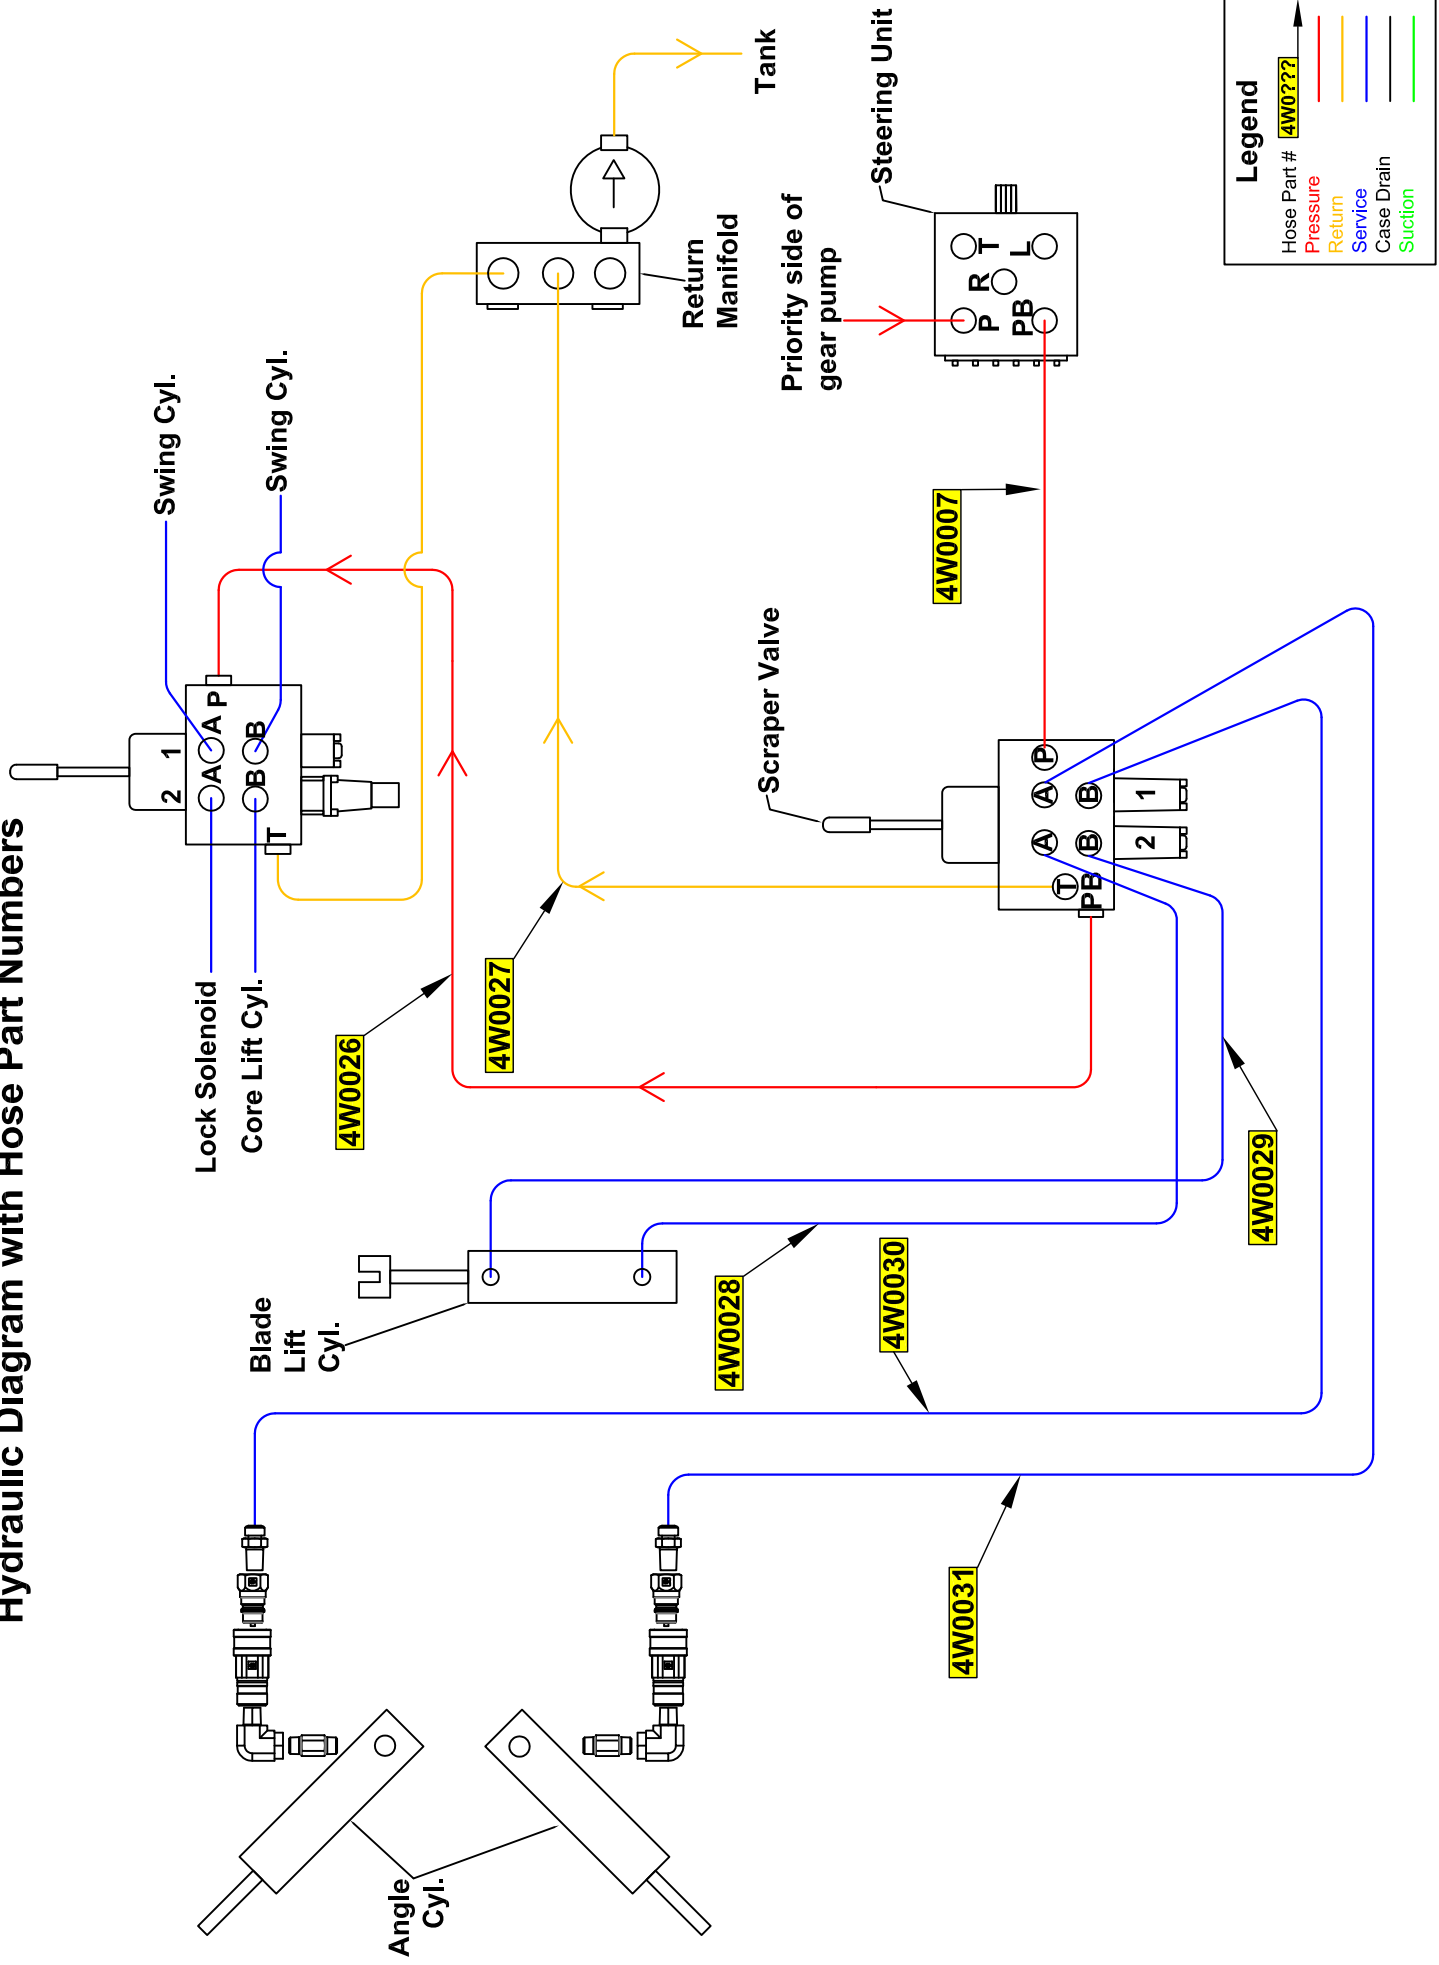 Hydraulic Diagram with Hose Part Numbers
Swing Cyl.
Swing Cyl.
2 1
A A P
B B
T
Lock Solenoid
Core Lift Cyl.
Tank
Return
Manifold
Steering Unit
Priority side of
gear pump
P R T
PB L
4W0007
4W0026
4W0027
Scraper Valve
A A P
T B B
PB
2 1
Blade
Lift
Cyl.
4W0028
4W0029
4W0030
4W0031
Angle
Cyl.
Legend
Hose Part # 4W0???
Pressure
Return
Service
Case Drain
Suction